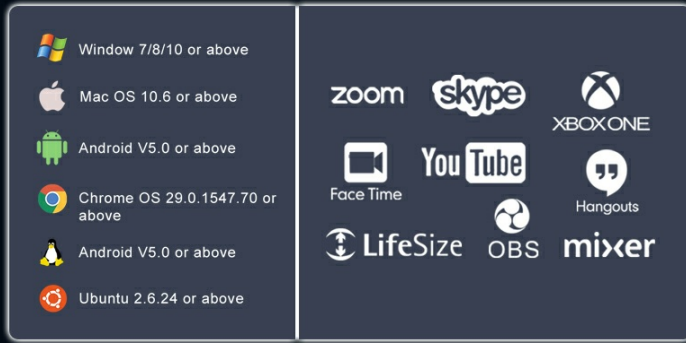 Window 7/8/10 or above
Mac OS 10.6 or above
Android V5.0 or above
Chrome OS 29.0.1547.70 or
above
Android V5.0 or above
Ubuntu 2.6.24 or above
zoom
skype
XBOX ONE
Face Time
You Tube
Hangouts
LifeSize
OBS
mixer